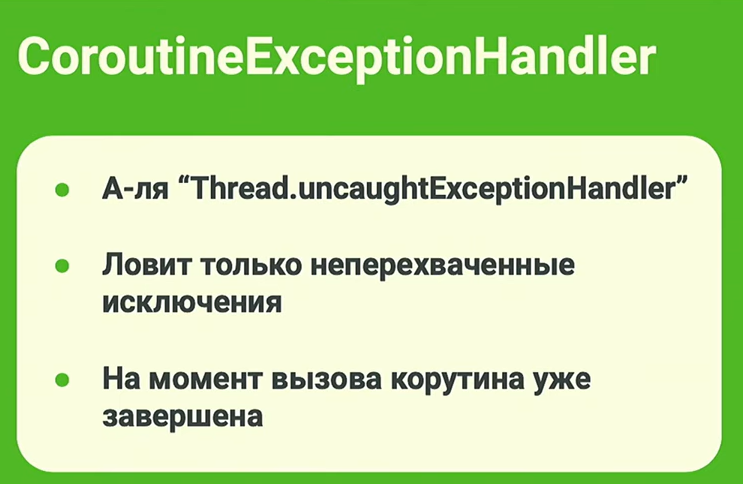 CoroutineExceptionHandler
А-ля “Thread.uncaughtExceptionHandler”
Ловит только неперехваченные
исключения
На момент вызова корутина уже
завершена